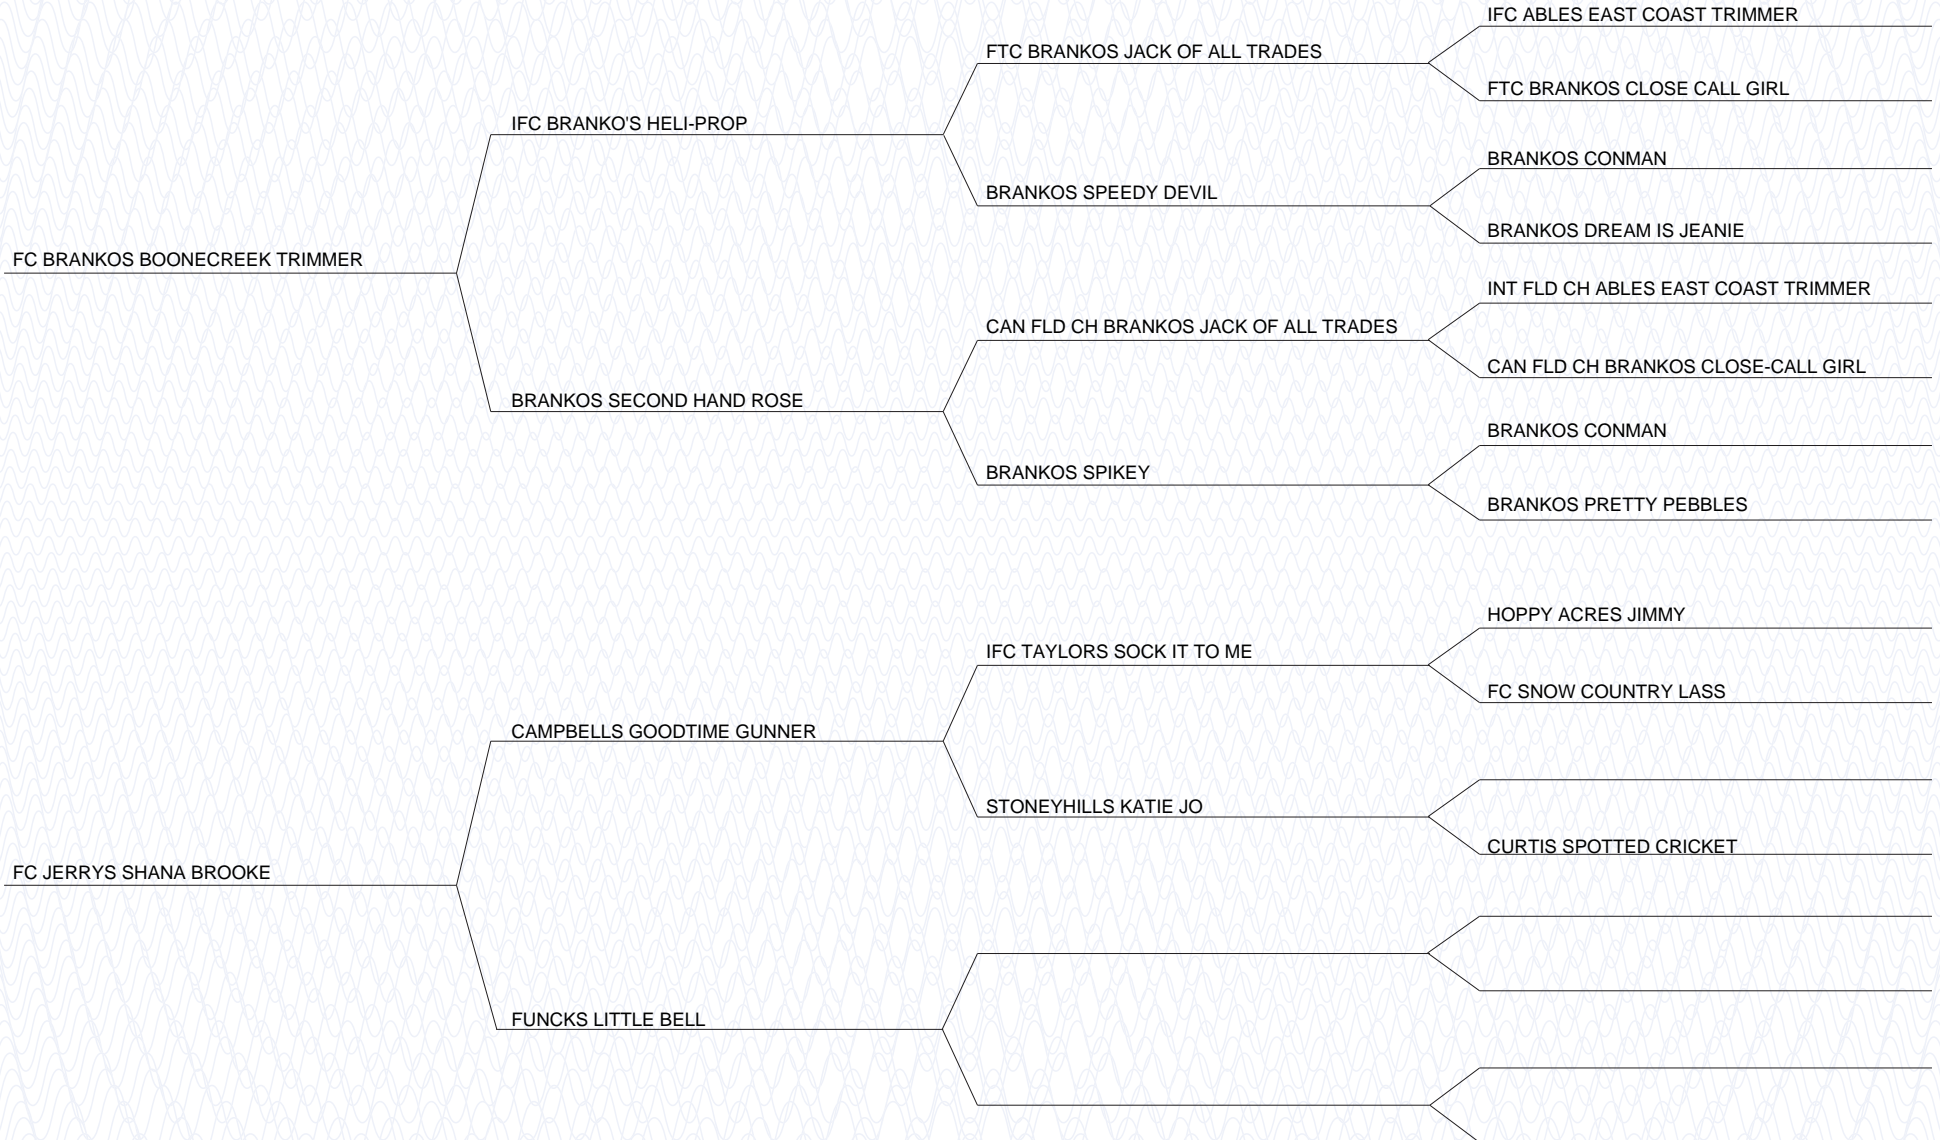 IFC ABLES EAST COAST TRIMMER
FTC BRANKOS JACK OF ALL TRADES
FTC BRANKOS CLOSE CALL GIRL
IFC BRANKO'S HELI-PROP
BRANKOS CONMAN
BRANKOS SPEEDY DEVIL
BRANKOS DREAM IS JEANIE
FC BRANKOS BOONECREEK TRIMMER
INT FLD CH ABLES EAST COAST TRIMMER
CAN FLD CH BRANKOS JACK OF ALL TRADES
CAN FLD CH BRANKOS CLOSE-CALL GIRL
BRANKOS SECOND HAND ROSE
BRANKOS CONMAN
BRANKOS SPIKEY
BRANKOS PRETTY PEBBLES
HOPPY ACRES JIMMY
IFC TAYLORS SOCK IT TO ME
FC SNOW COUNTRY LASS
CAMPBELLS GOODTIME GUNNER
STONEYHILLS KATIE JO
CURTIS SPOTTED CRICKET
FC JERRYS SHANA BROOKE
FUNCKS LITTLE BELL